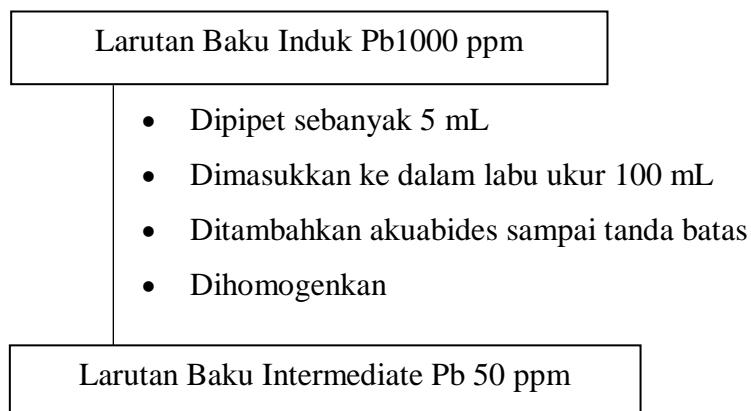 Larutan Baku Induk Pb1000 ppm
• Dipipet sebanyak 5 mL
• Dimasukkan ke dalam labu ukur 100 mL
• Ditambahkan akuabides sampai tanda batas
• Dihomogenkan
Larutan Baku Intermediate Pb 50 ppm